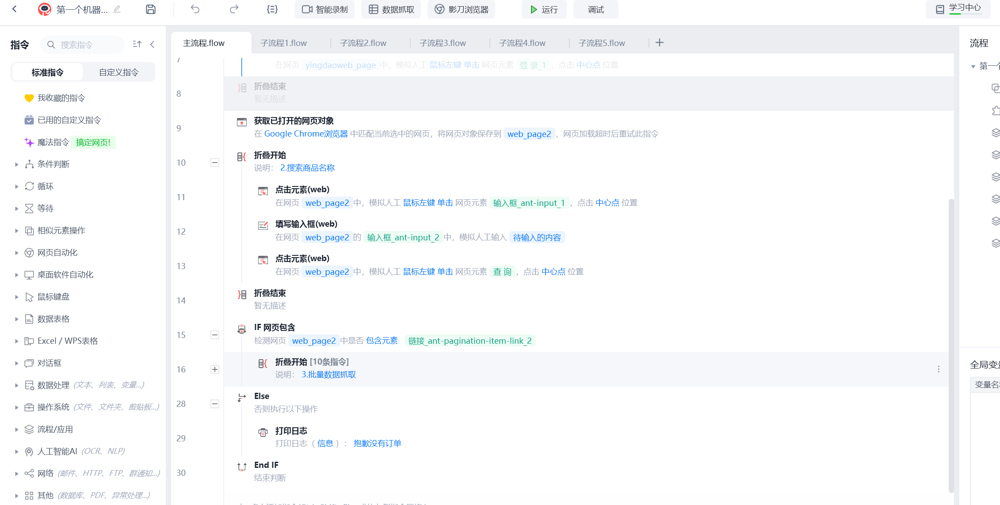 第一个机器...
智能录制
数据抓取
影刀浏览器
运行
调试
学习中心
指令
搜索指令
标准指令
自定义指令
我收藏的指令
已用的自定义指令
魔法指令 搞定网页!
条件判断
循环
等待
相似元素操作
网页自动化
桌面软件自动化
鼠标键盘
数据表格
Excel / WPS表格
对话框
数据处理 (文本、列表、变量...)
操作系统 (文件、文件夹、剪贴板...)
流程/应用
人工智能AI (OCR、NLP)
网络 (邮件、HTTP、FTP、群通知...)
其他 (数据库、PDF、异常处理...)
主流程.flow
子流程1.flow
子流程2.flow
子流程3.flow
子流程4.flow
子流程5.flow
7
在网页 yingdaoweb_page 中，模拟人工 鼠标左键 单击 网页元素 登 录_1 ，点击 中心点 位置
8
折叠结束
暂无描述
9
获取已打开的网页对象
在 Google Chrome浏览器 中匹配当前选中的网页，将网页对象保存到 web_page2 ，网页加载超时后重试此指令
10
折叠开始
说明： 2.搜索商品名称
11
点击元素(web)
在网页 web_page2 中，模拟人工 鼠标左键 单击 网页元素 输入框_ant-input_1 ，点击 中心点 位置
12
填写输入框(web)
在网页 web_page2 的 输入框_ant-input_2 中，模拟人工输入 待输入的内容
13
点击元素(web)
在网页 web_page2 中，模拟人工 鼠标左键 单击 网页元素 查 询 ，点击 中心点 位置
14
折叠结束
暂无描述
15
IF 网页包含
检测网页 web_page2 中是否 包含元素 链接_ant-pagination-item-link_2
16
折叠开始 [10条指令]
说明： 3.批量数据抓取
28
Else
否则执行以下操作
29
打印日志
打印日志（ 信息 ）： 抱歉没有订单
30
End IF
结束判断
流程
第一个
全局变量
变量名称